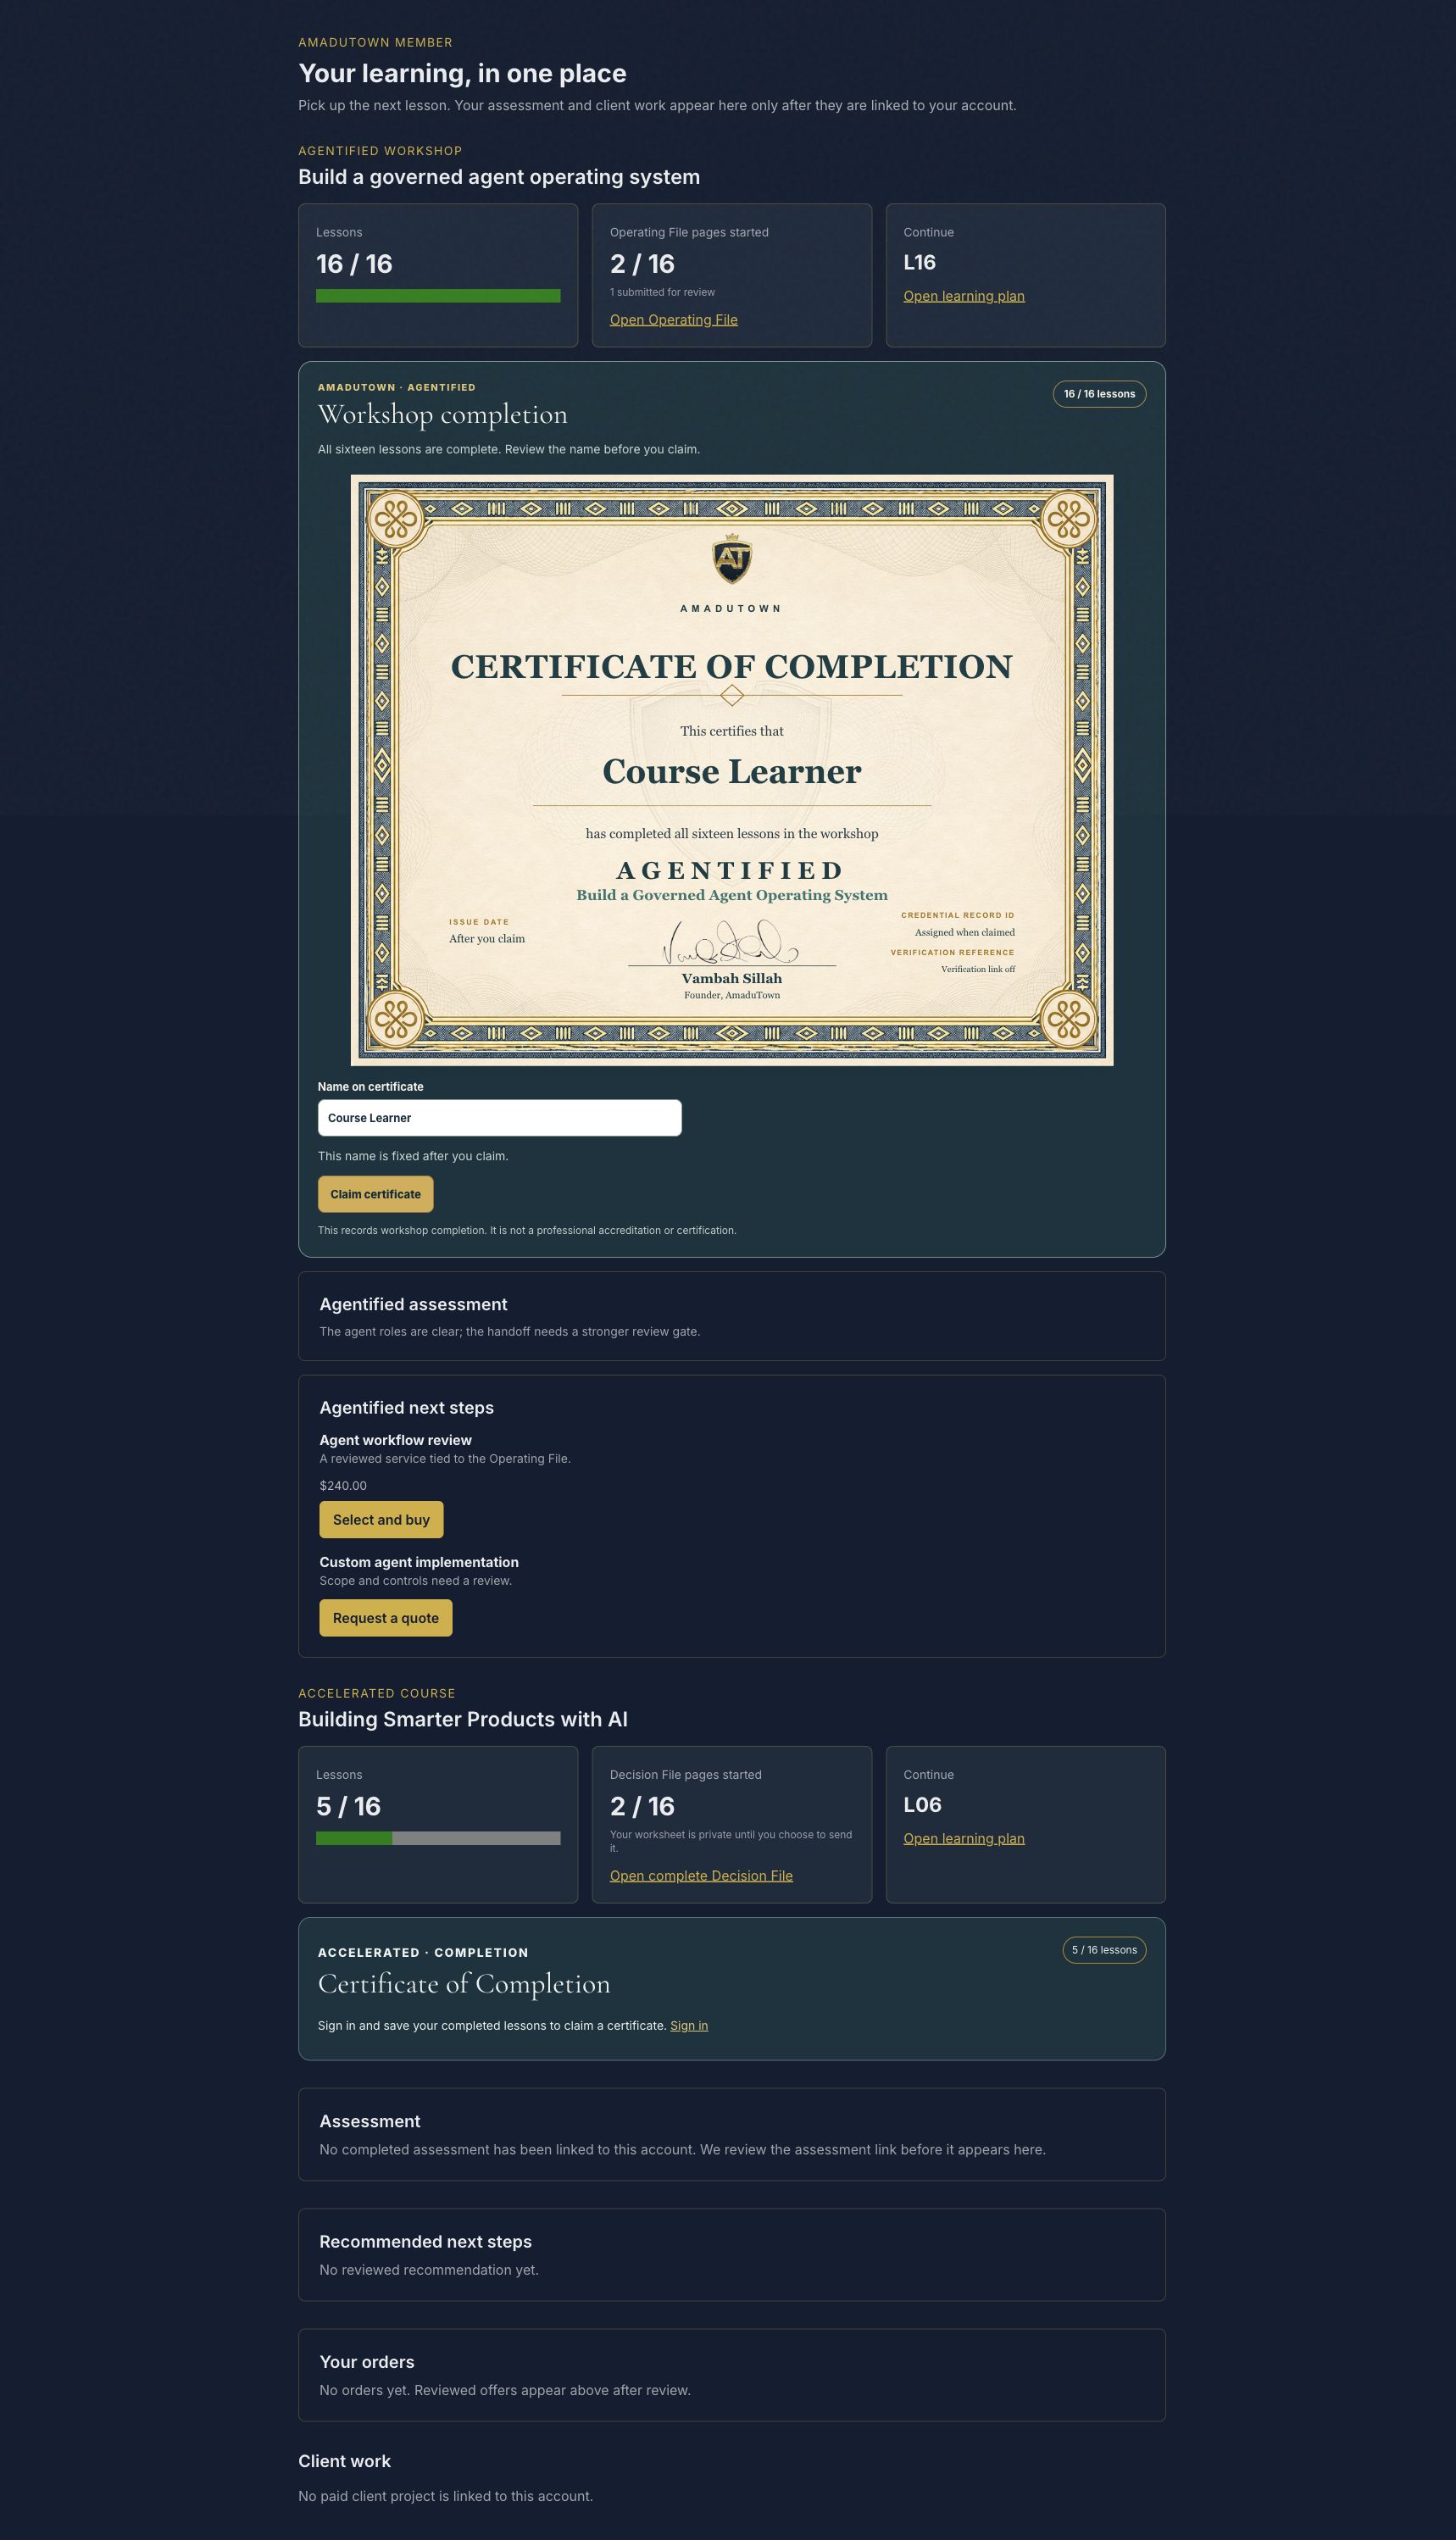 AMADUTOWN MEMBER
Your learning, in one place
Pick up the next lesson. Your assessment and client work appear here only after they are linked to your account.
AGENTIFIED WORKSHOP
Build a governed agent operating system
Lessons
16 / 16
Operating File pages started
2 / 16
1 submitted for review
Open Operating File
Continue
L16
Open learning plan
AMADUTOWN · AGENTIFIED
Workshop completion
16 / 16 lessons
All sixteen lessons are complete. Review the name before you claim.
AT
AMADUTOWN
CERTIFICATE OF COMPLETION
This certifies that
Course Learner
has completed all sixteen lessons in the workshop
AGENTIFIED
Build a Governed Agent Operating System
ISSUE DATE
After you claim
Vambah Sillah
Founder, AmaduTown
CREDENTIAL RECORD ID
Assigned when claimed
VERIFICATION REFERENCE
Verification link off
Name on certificate
Course Learner
This name is fixed after you claim.
Claim certificate
This records workshop completion. It is not a professional accreditation or certification.
Agentified assessment
The agent roles are clear; the handoff needs a stronger review gate.
Agentified next steps
Agent workflow review
A reviewed service tied to the Operating File.
$240.00
Select and buy
Custom agent implementation
Scope and controls need a review.
Request a quote
ACCELERATED COURSE
Building Smarter Products with AI
Lessons
5 / 16
Decision File pages started
2 / 16
Your worksheet is private until you choose to send
it.
Open complete Decision File
Continue
L06
Open learning plan
ACCELERATED · COMPLETION
Certificate of Completion
5 / 16 lessons
Sign in and save your completed lessons to claim a certificate. Sign in
Assessment
No completed assessment has been linked to this account. We review the assessment link before it appears here.
Recommended next steps
No reviewed recommendation yet.
Your orders
No orders yet. Reviewed offers appear above after review.
Client work
No paid client project is linked to this account.